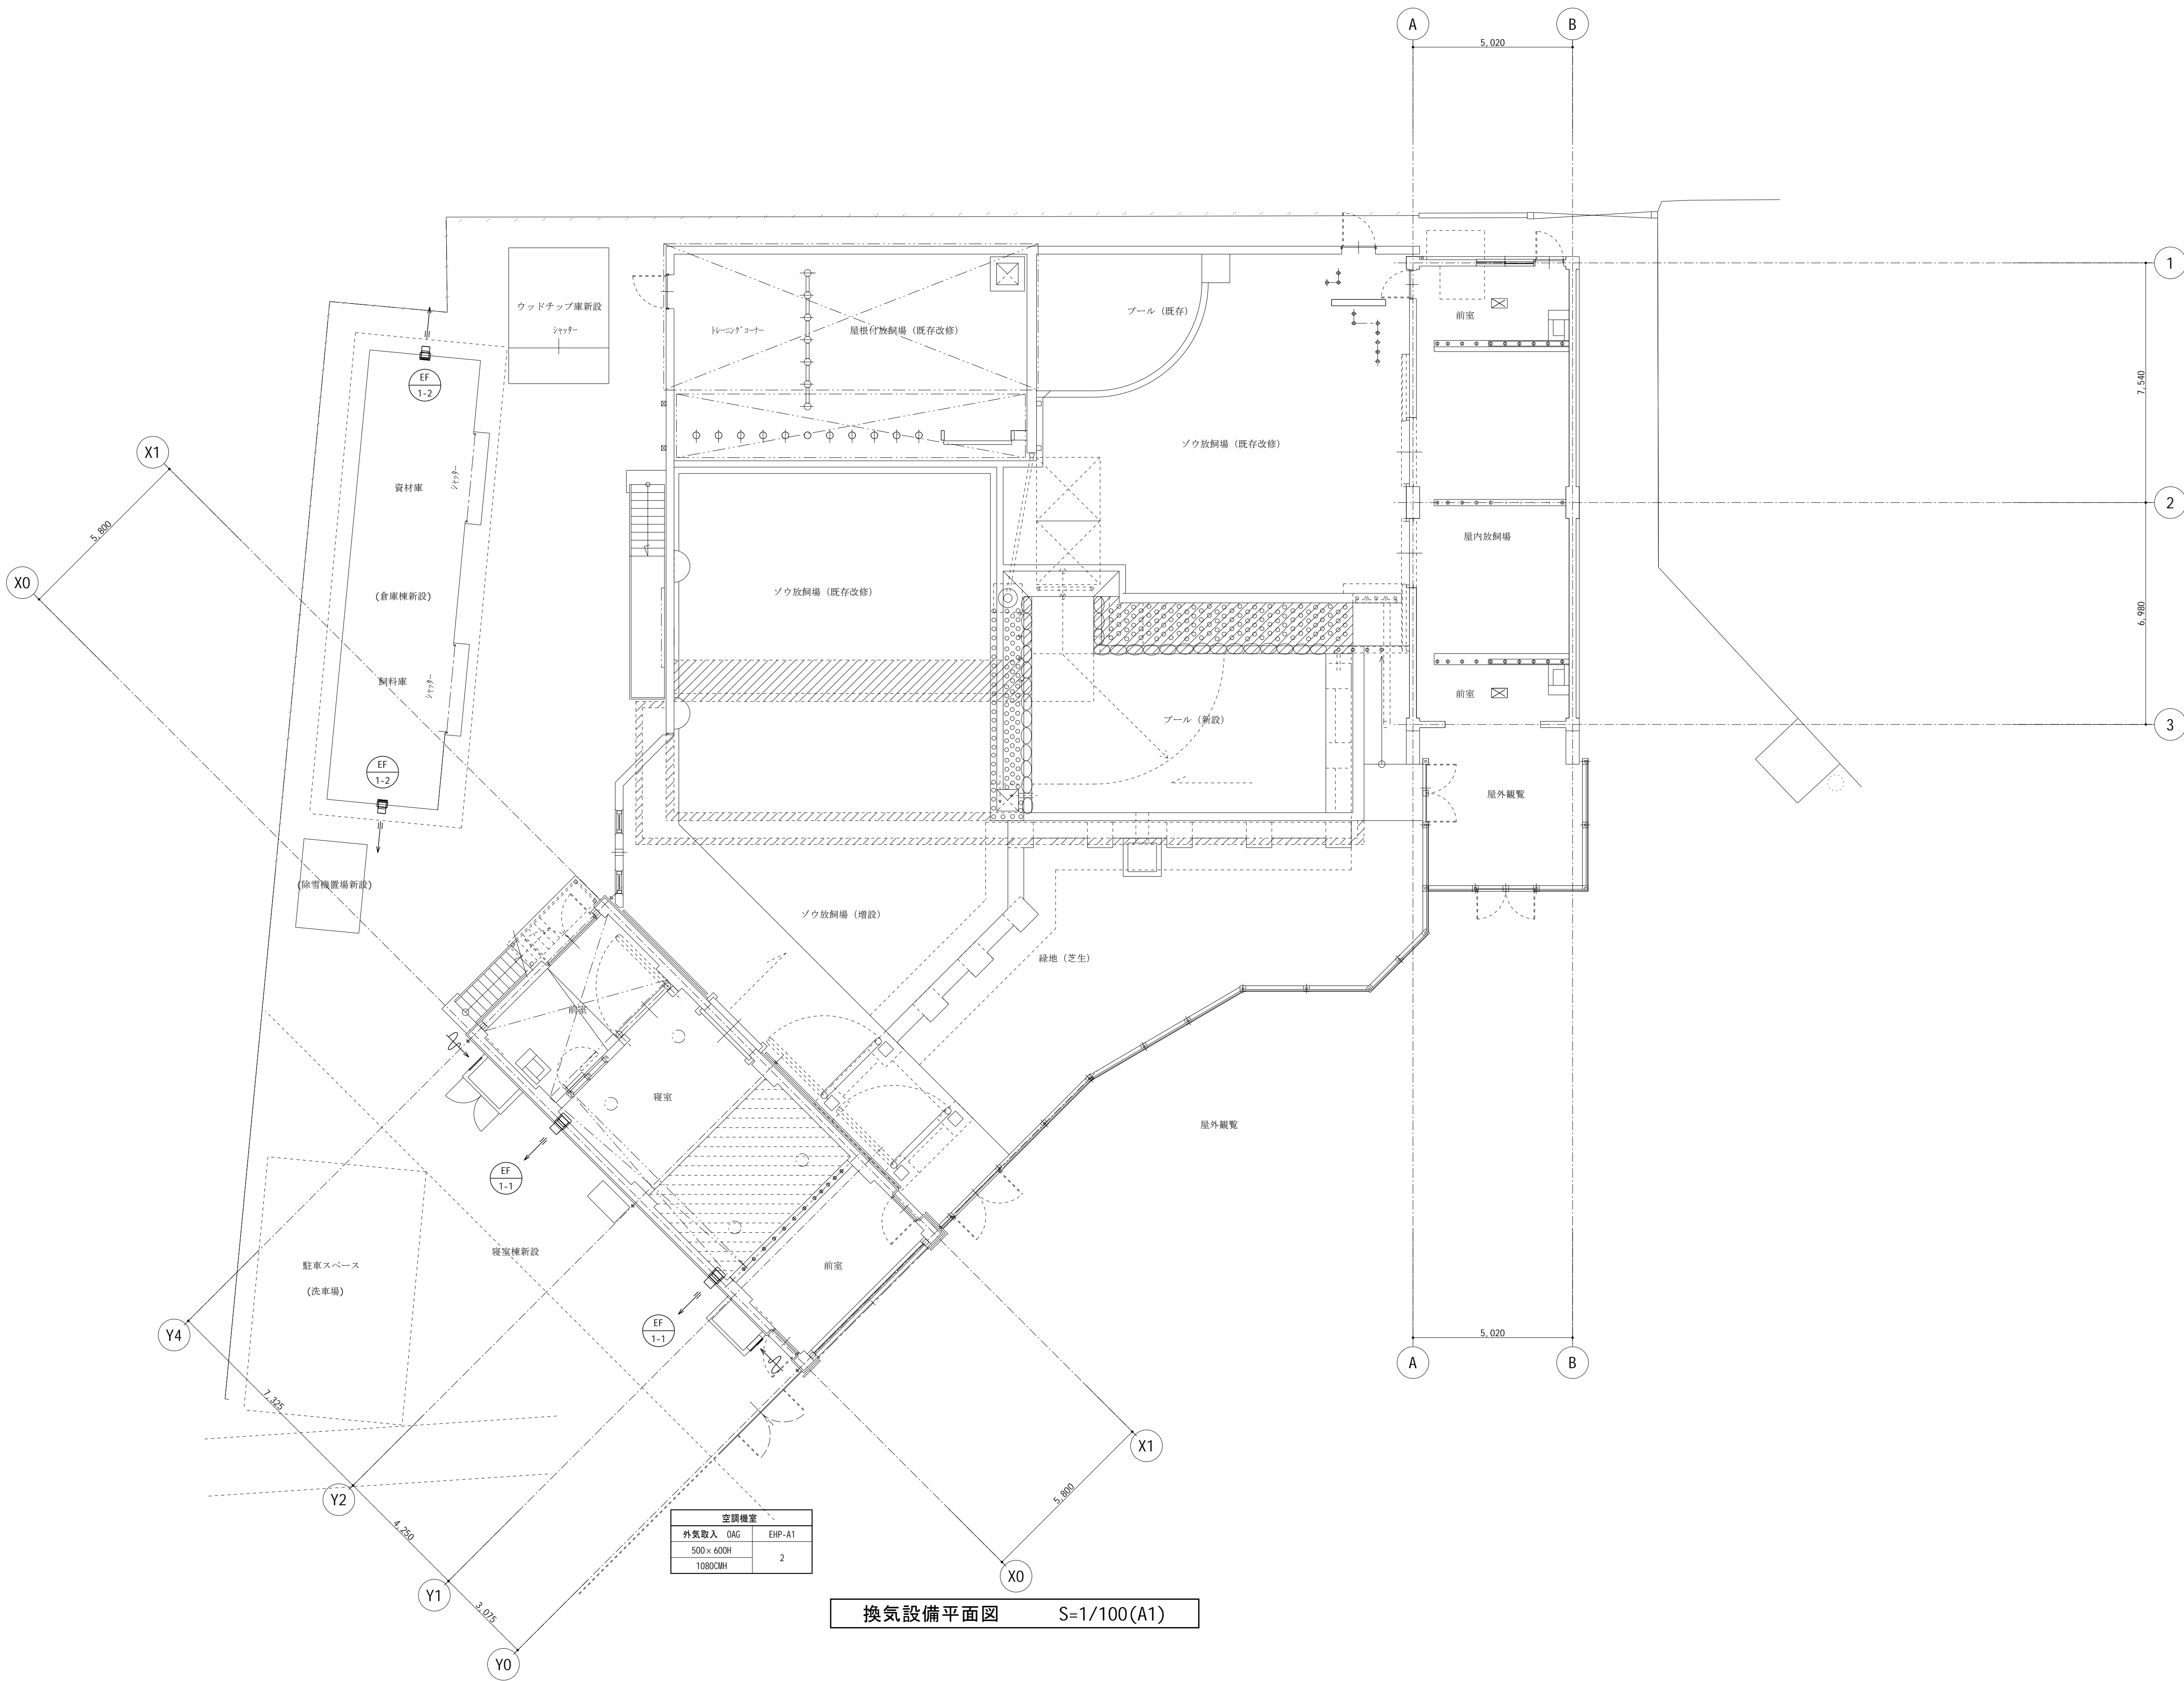 A
B
5,020
1
7,540
2
6,980
3
ウッドチップ庫新設
シャッター
トレーニングコーナー
屋根付放飼場（既存改修）
プール（既存）
前室
EF
1-2
ゾウ放飼場（既存改修）
X1
資材庫
シャッター
5,800
屋内放飼場
X0
(倉庫棟新設)
ゾウ放飼場（既存改修）
飼料庫
シャッター
前室
プール（新設）
EF
1-2
屋外観覧
(除雪機置場新設)
ゾウ放飼場（増設）
緑地（芝生）
前室
寝室
屋外観覧
EF
1-1
寝室棟新設
駐車スペース
(洗車場)
前室
EF
1-1
Y4
5,020
A
B
7,325
X1
Y2
5,800
4,250
X0
Y1
3,075
Y0
空調機室
外気取入 OAG
EHP-A1
500×600H
2
1080CMH
換気設備平面図 S=1/100(A1)